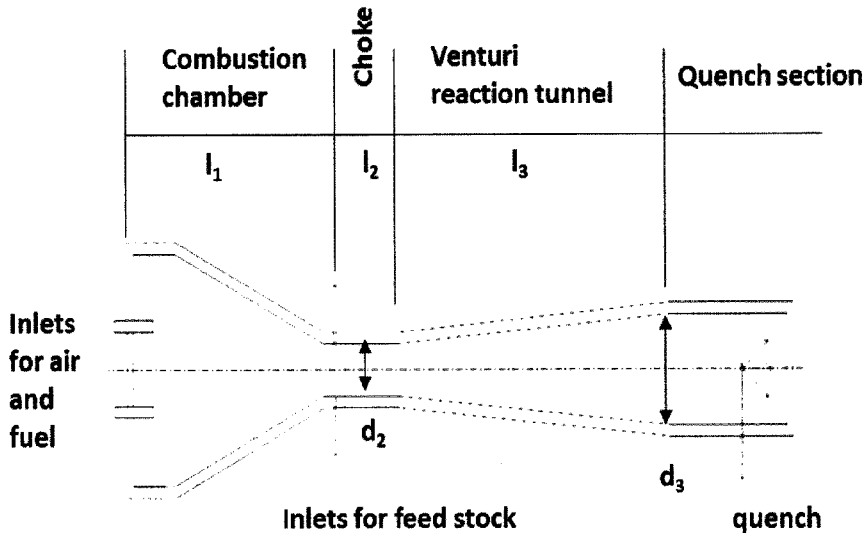 Combustion
chamber
Choke
Venturi
reaction tunnel
Quench section
l₁
l₂
l₃
Inlets
for air
and
fuel
d₂
d₃
Inlets for feed stock
quench